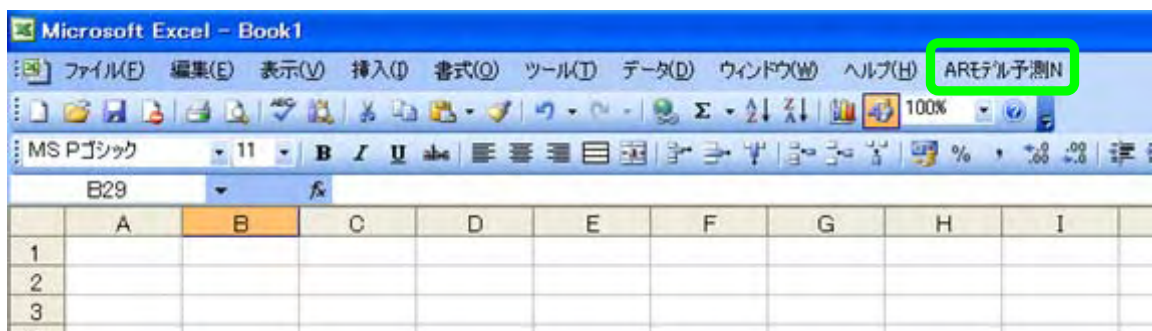 Microsoft Excel - Book1
ファイル(F) 編集(E) 表示(V) 挿入(I) 書式(O) ツール(T) データ(D) ウィンドウ(W) ヘルプ(H) ARモデル予測N
100%
MS Pゴシック 11 B I U abc %
B29 fx
A B C D E F G H I
1
2
3